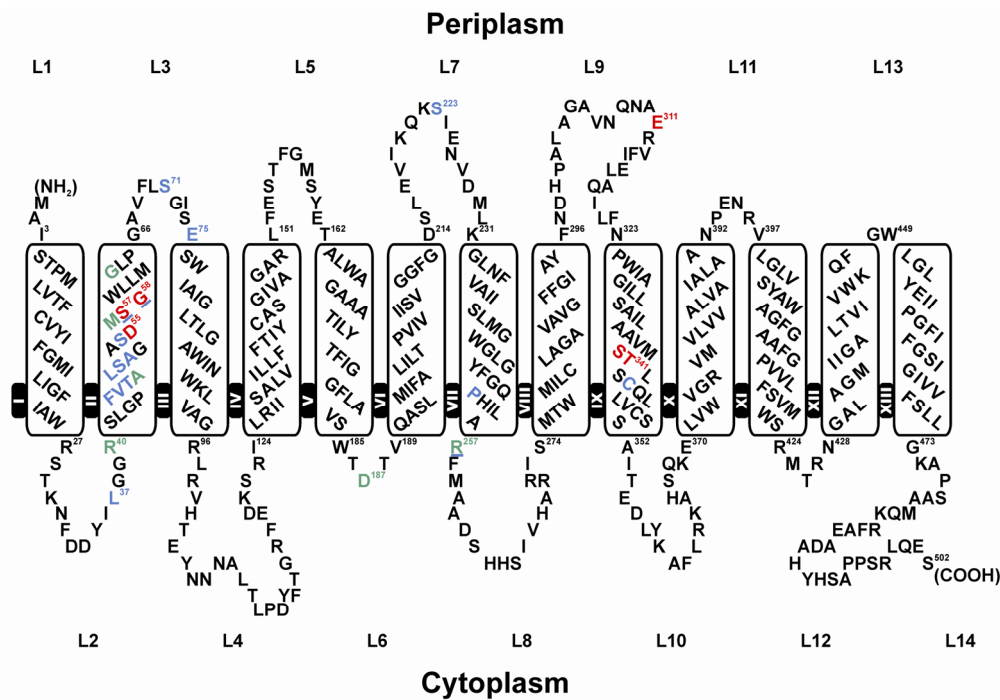 Periplasm
L1 L3 L5 L7 L9 L11 L13
(NH₂)
M
A
I³
STPM
LVTF
CVYI
FGMI
LIGF
IAW
I
R²⁷
S
T
K
N
F
DD
Y
I
L³⁷
G
G
R⁴⁰
GLP
WLLM
MS⁵⁷G⁵⁸
ASD⁵⁵
LSAG
FVTA
SLGP
II
G⁶⁶
A
V
FLS⁷¹
GI
S
E⁷⁵
SW
IAIG
LTLG
AWIN
WKL
VAG
III
R⁹⁶
L
R
V
H
T
E
Y
NN
NA
L
T
LPD
YF
T
G
R
F
KDE
S
R
I¹²⁴
GAR
GIVA
CAS
FTIY
ILLF
SALV
LRII
IV
L¹⁵¹
F
E
S
T
FG
M
S
Y
E
T¹⁶²
ALWA
GAAA
TILY
TFIG
GFLA
VS
V
W¹⁸⁵
T
D¹⁸⁷
T
V¹⁸⁹
GGFG
IISV
PVIV
LILT
MIFA
QASL
VI
D²¹⁴
S
L
E
V
I
K
Q
KS²²³
I
E
N
V
D
M
L
K²³¹
GLNF
VAII
SLMG
WGLG
YFGQ
PHIL
A
VII
R²⁵⁷
F
M
A
A
D
S
HHSI
V
H
A
RR
I
S²⁷⁴
AY
FFGI
VAVG
LAGA
MILC
MTW
VIII
F²⁹⁶
N
D
H
P
A
L
A
GA
VN
QNA
E³¹¹
R
IFV
LE
QA
I
LF
N³²³
PWIA
GILL
SAIL
AAVM
ST³⁴¹L
SCQL
LVCS
IX
A³⁵²
I
T
E
D
LY
K
AF
L
R
K
HA
S
QK
E³⁷⁰
A
IALA
ALVA
VLVV
VM
VGR
LVW
X
N³⁹²
P
EN
R
V³⁹⁷
LGLV
SYAW
AGFG
AAFG
PVVL
FSVM
WS
XI
R⁴²⁴
M
T
R
N⁴²⁸
QF
VWK
LTVI
IIGA
AGM
GAL
XII
GW⁴⁴⁹
LGL
YEII
PGFI
FGSI
GIVV
FSLL
XIII
G⁴⁷³
KA
P
AAS
KQM
EAFR
ADA
H
YHSA
PPSR
LQE
S⁵⁰²
(COOH)
L2 L4 L6 L8 L10 L12 L14
Cytoplasm